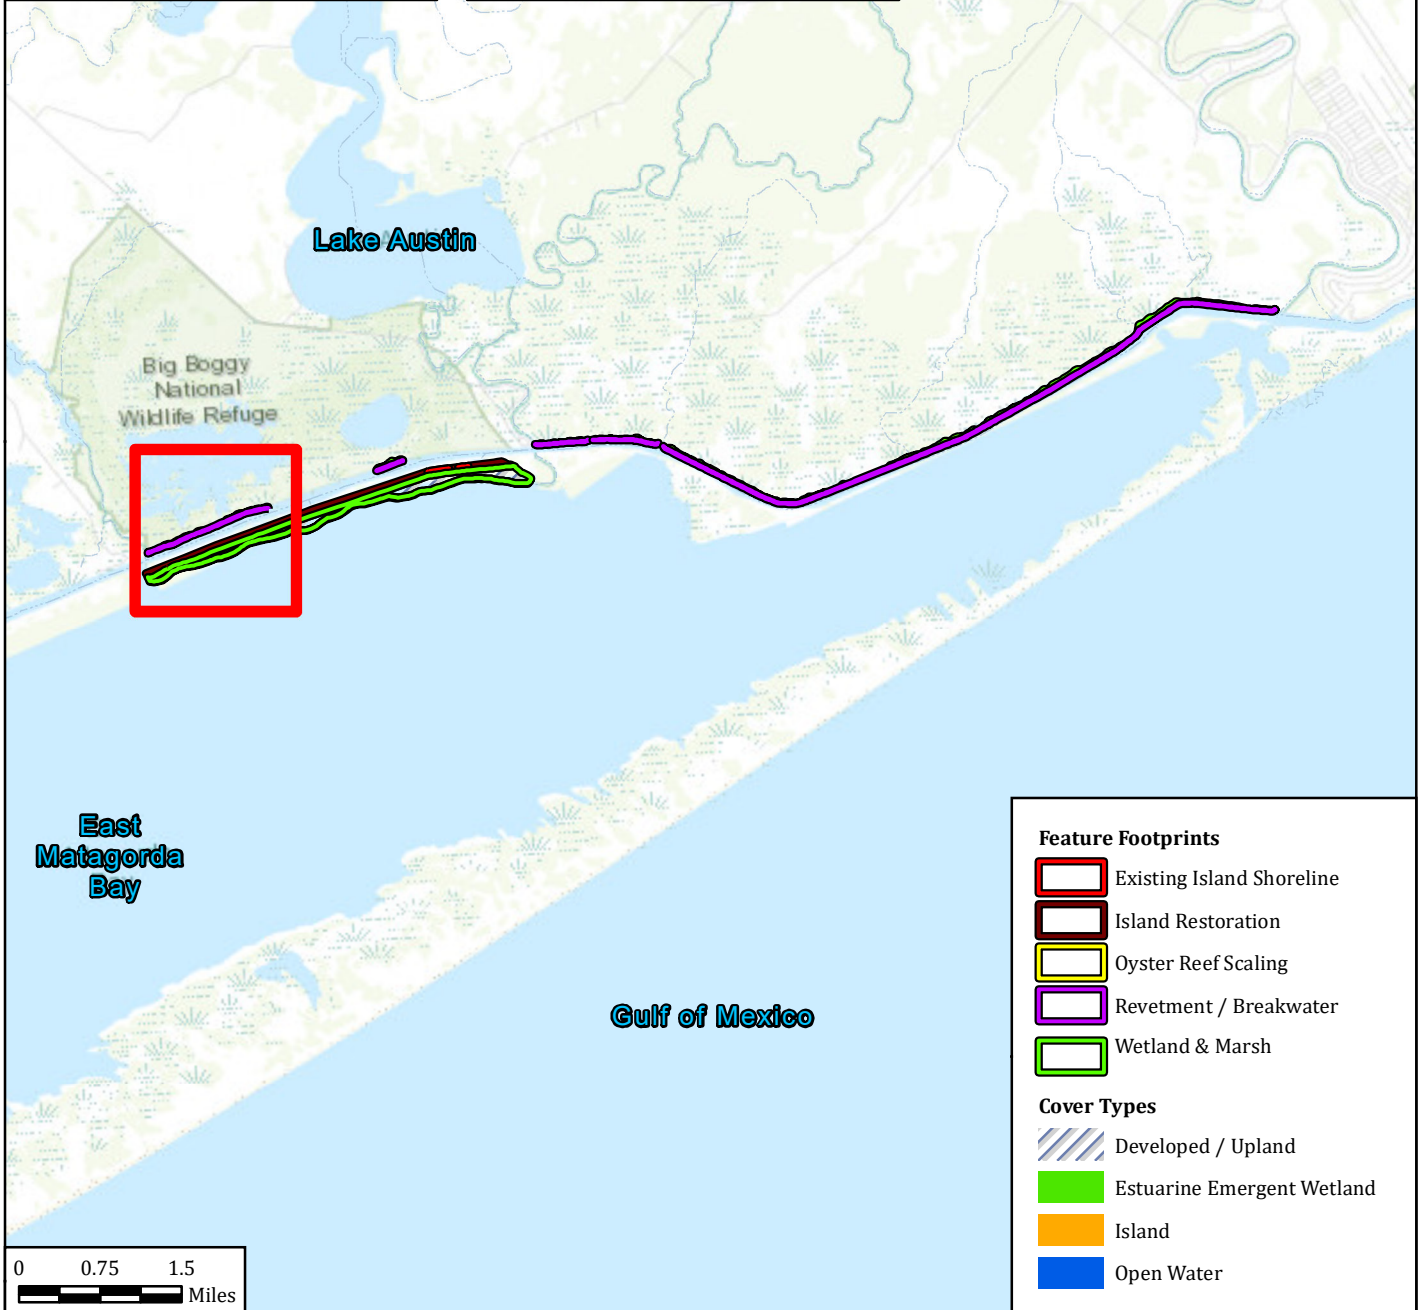 Lake Austin
Big Boggy
National
Wildlife Refuge
East
Matagorda
Bay
Gulf of Mexico
Feature Footprints
Existing Island Shoreline
Island Restoration
Oyster Reef Scaling
Revetment / Breakwater
Wetland & Marsh
Cover Types
Developed / Upland
Estuarine Emergent Wetland
Island
Open Water
0 0.75 1.5
Miles